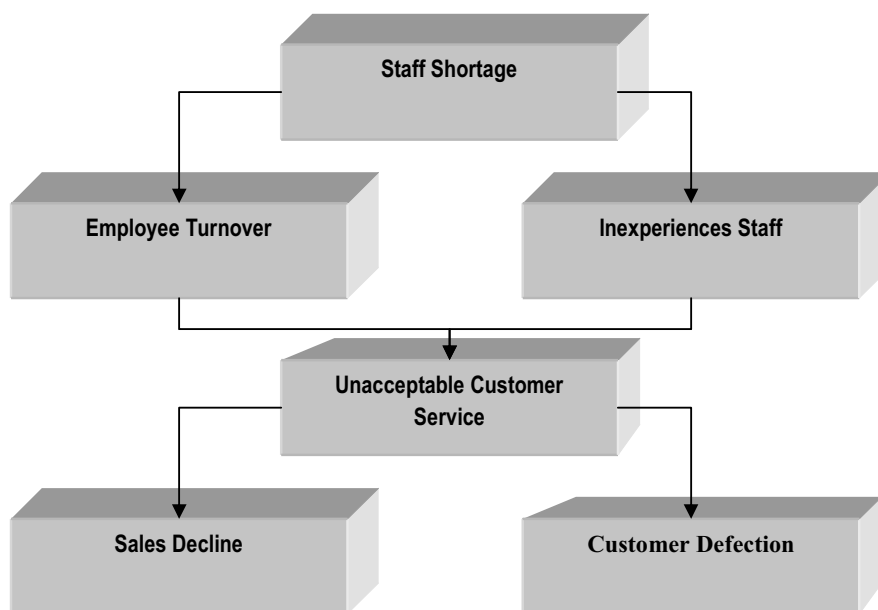 Staff Shortage
Employee Turnover
Inexperiences Staff
Unacceptable Customer
Service
Sales Decline
Customer Defection